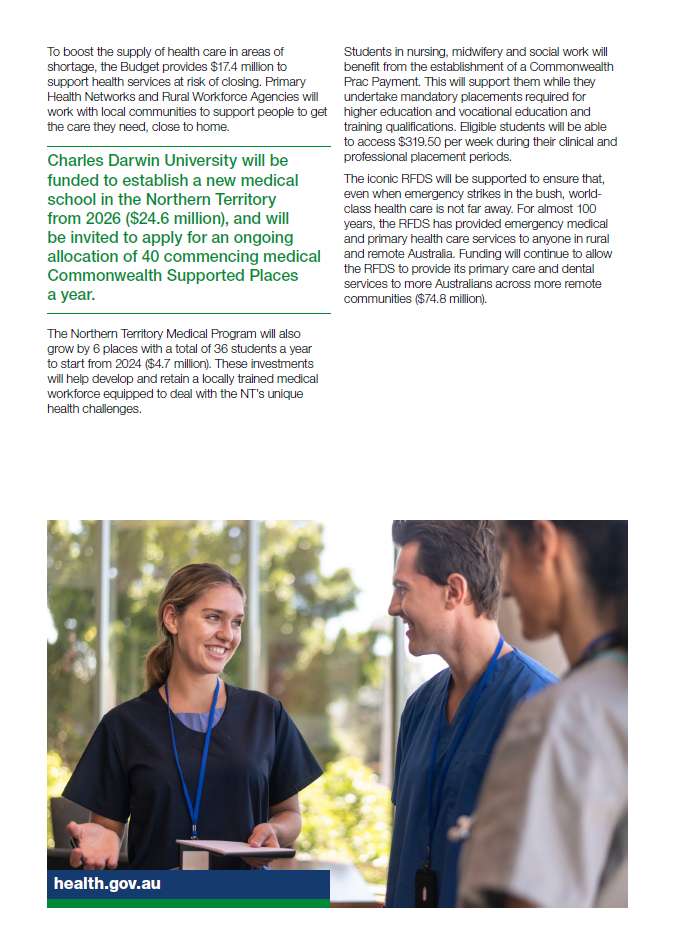 To boost the supply of health care in areas of
shortage, the Budget provides $17.4 million to
support health services at risk of closing. Primary
Health Networks and Rural Workforce Agencies will
work with local communities to support people to get
the care they need, close to home.
Charles Darwin University will be
funded to establish a new medical
school in the Northern Territory
from 2026 ($24.6 million), and will
be invited to apply for an ongoing
allocation of 40 commencing medical
Commonwealth Supported Places
a year.
The Northern Territory Medical Program will also
grow by 6 places with a total of 36 students a year
to start from 2024 ($4.7 million). These investments
will help develop and retain a locally trained medical
workforce equipped to deal with the NT's unique
health challenges.
Students in nursing, midwifery and social work will
benefit from the establishment of a Commonwealth
Prac Payment. This will support them while they
undertake mandatory placements required for
higher education and vocational education and
training qualifications. Eligible students will be able
to access $319.50 per week during their clinical and
professional placement periods.
The iconic RFDS will be supported to ensure that,
even when emergency strikes in the bush, world-
class health care is not far away. For almost 100
years, the RFDS has provided emergency medical
and primary health care services to anyone in rural
and remote Australia. Funding will continue to allow
the RFDS to provide its primary care and dental
services to more Australians across more remote
communities ($74.8 million).
health.gov.au